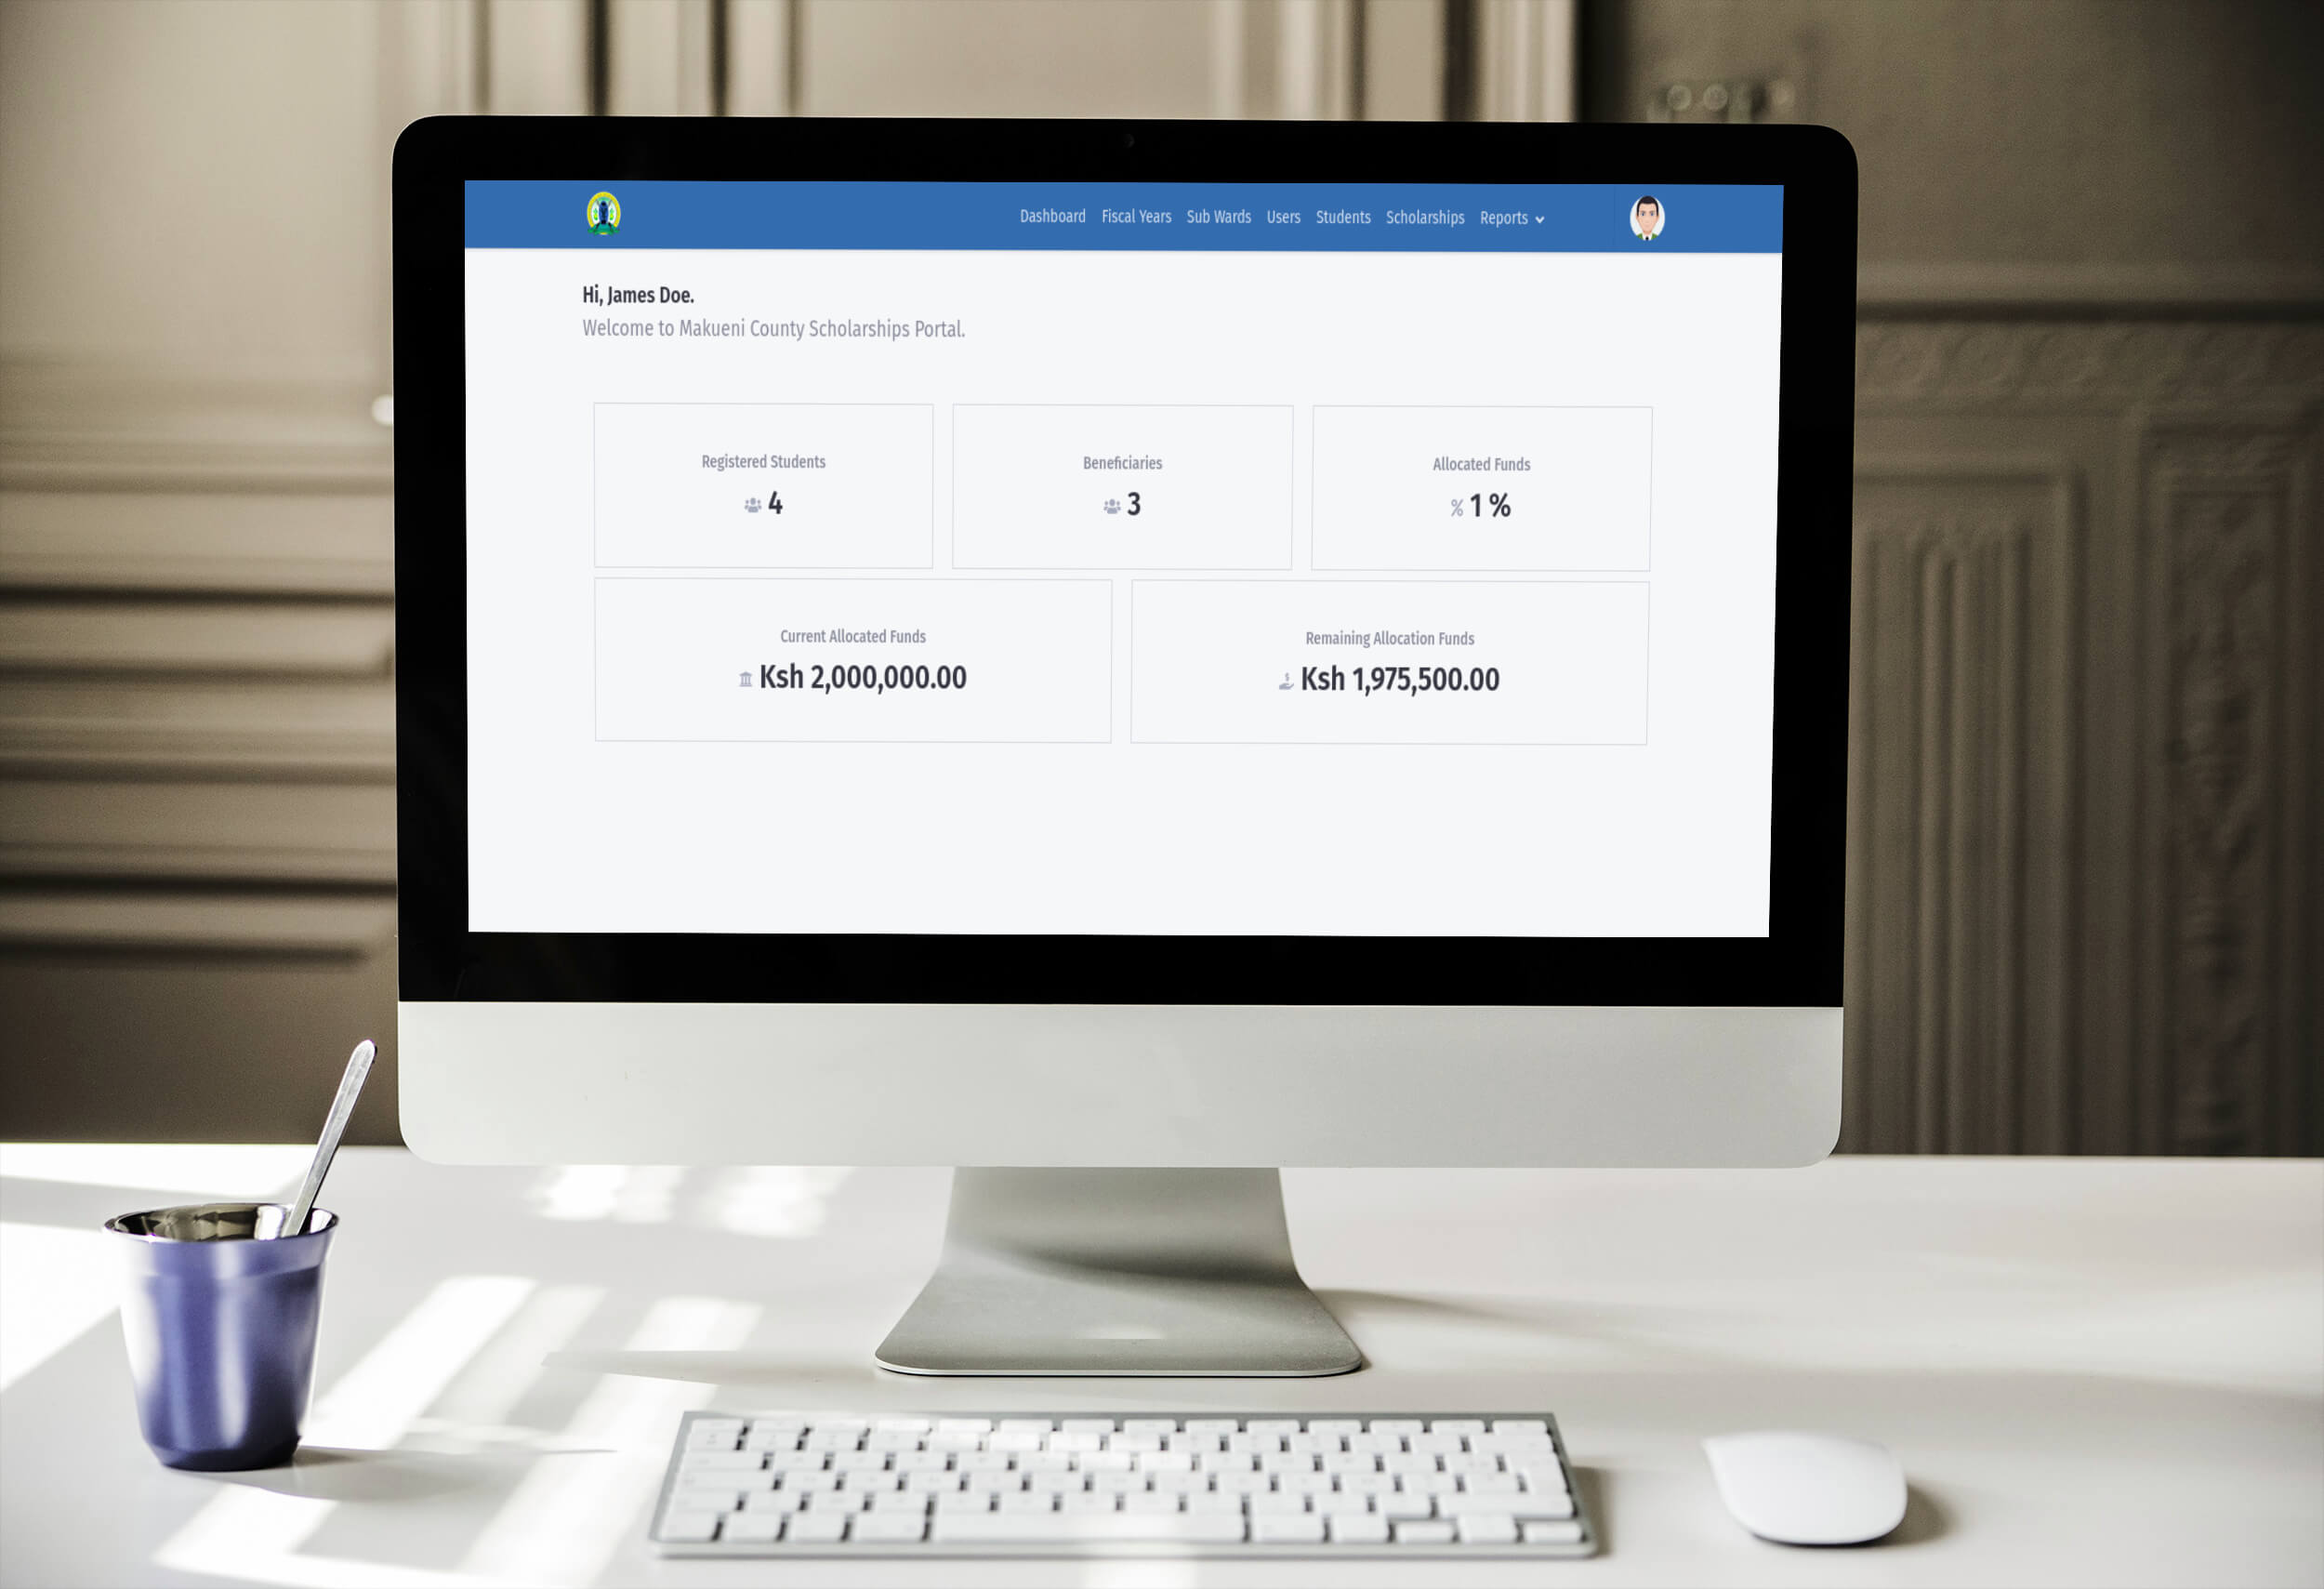 Dashboard Fiscal Years Sub Wards Users Students Scholarships Reports
Hi, James Doe.
Welcome to Makueni County Scholarships Portal.
Registered Students
4
Beneficiaries
3
Allocated Funds
% 1 %
Current Allocated Funds
Ksh 2,000,000.00
Remaining Allocation Funds
Ksh 1,975,500.00